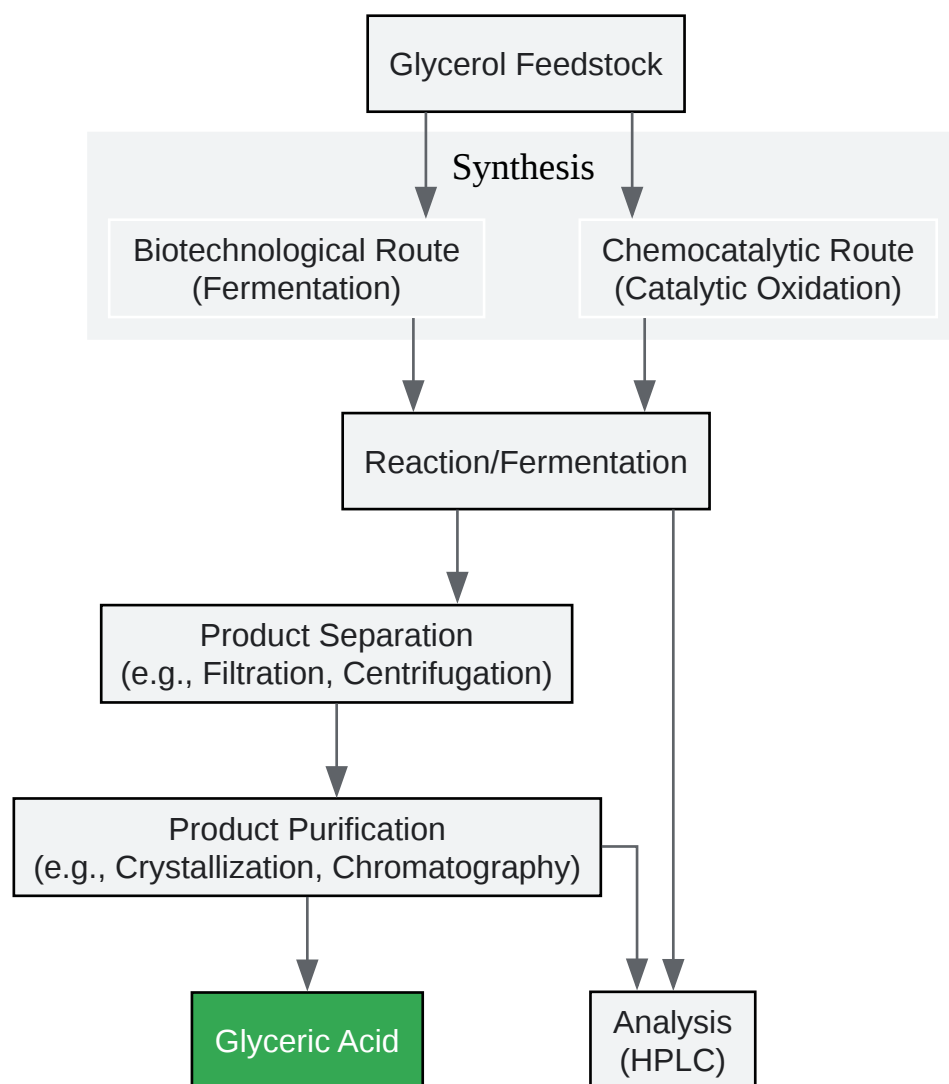 Glycerol Feedstock
Synthesis
Biotechnological Route
(Fermentation)
Chemocatalytic Route
(Catalytic Oxidation)
Reaction/Fermentation
Product Separation
(e.g., Filtration, Centrifugation)
Product Purification
(e.g., Crystallization, Chromatography)
Glyceric Acid
Analysis
(HPLC)